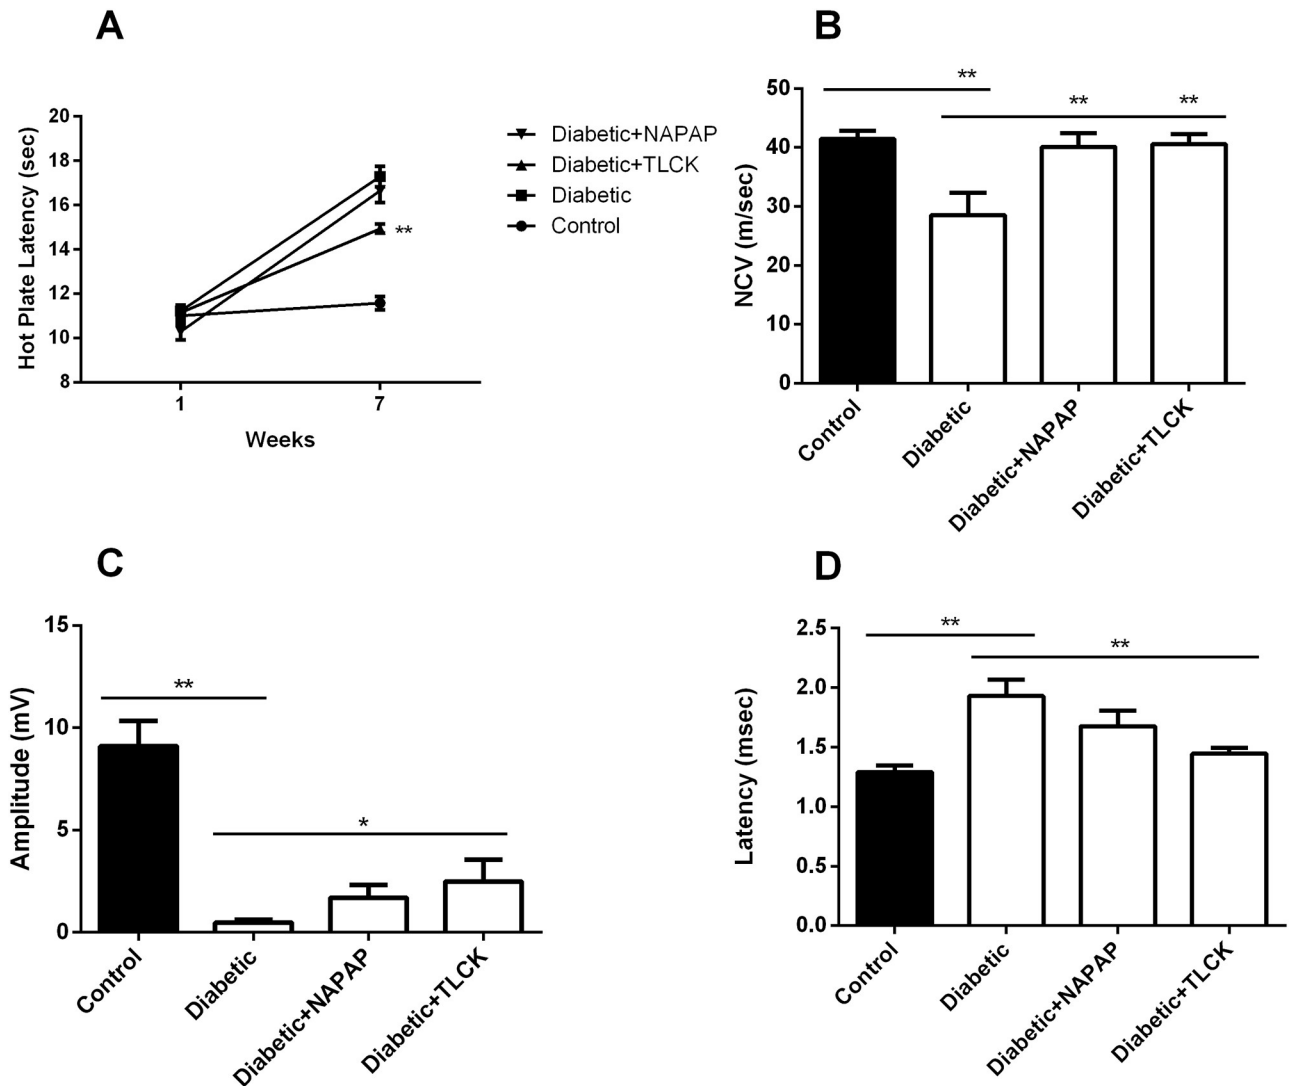 A
Hot Plate Latency (sec)
20
18
16
14
12
10
8
**
1
7
Weeks
Diabetic+NAPAP
Diabetic+TLCK
Diabetic
Control
B
NCV (m/sec)
50
40
30
20
10
0
**
** **
Control
Diabetic
Diabetic+NAPAP
Diabetic+TLCK
C
Amplitude (mV)
15
10
5
0
**
*
Control
Diabetic
Diabetic+NAPAP
Diabetic+TLCK
D
Latency (msec)
2.5
2.0
1.5
1.0
0.5
0.0
**
**
Control
Diabetic
Diabetic+NAPAP
Diabetic+TLCK